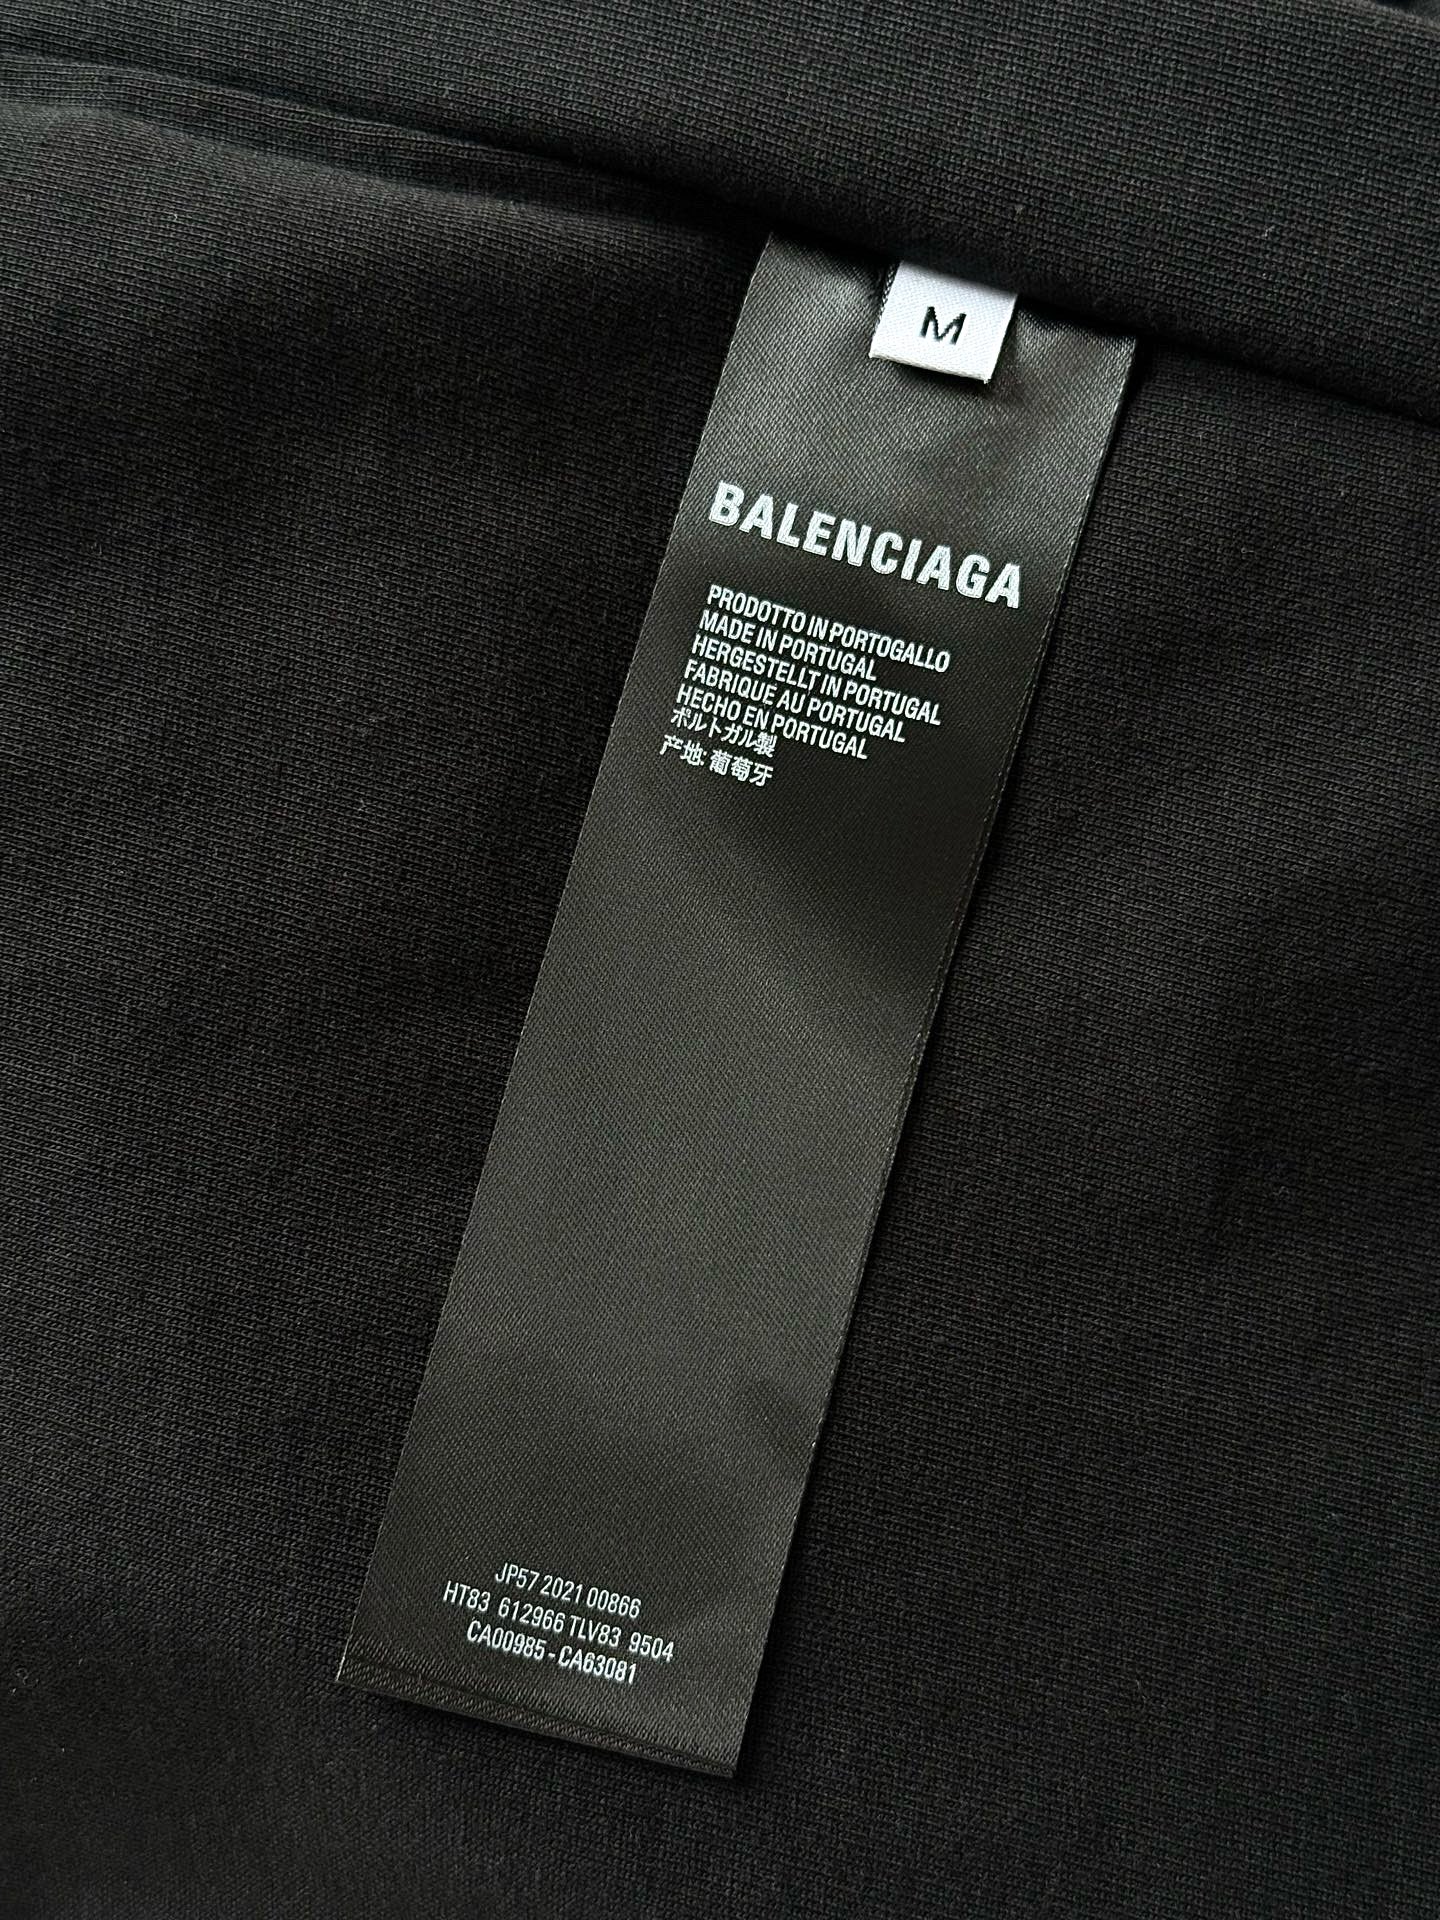 M
BALENCIAGA
PRODOTTO IN PORTOGALLO
MADE IN PORTUGAL
HERGESTELLT IN PORTUGAL
FABRIQUE AU PORTUGAL
HECHO EN PORTUGAL
ポルトガル製
产地: 葡萄牙
JP57 2021 00866
HT83 612966 TLV83 9504
CA00985 - CA63081